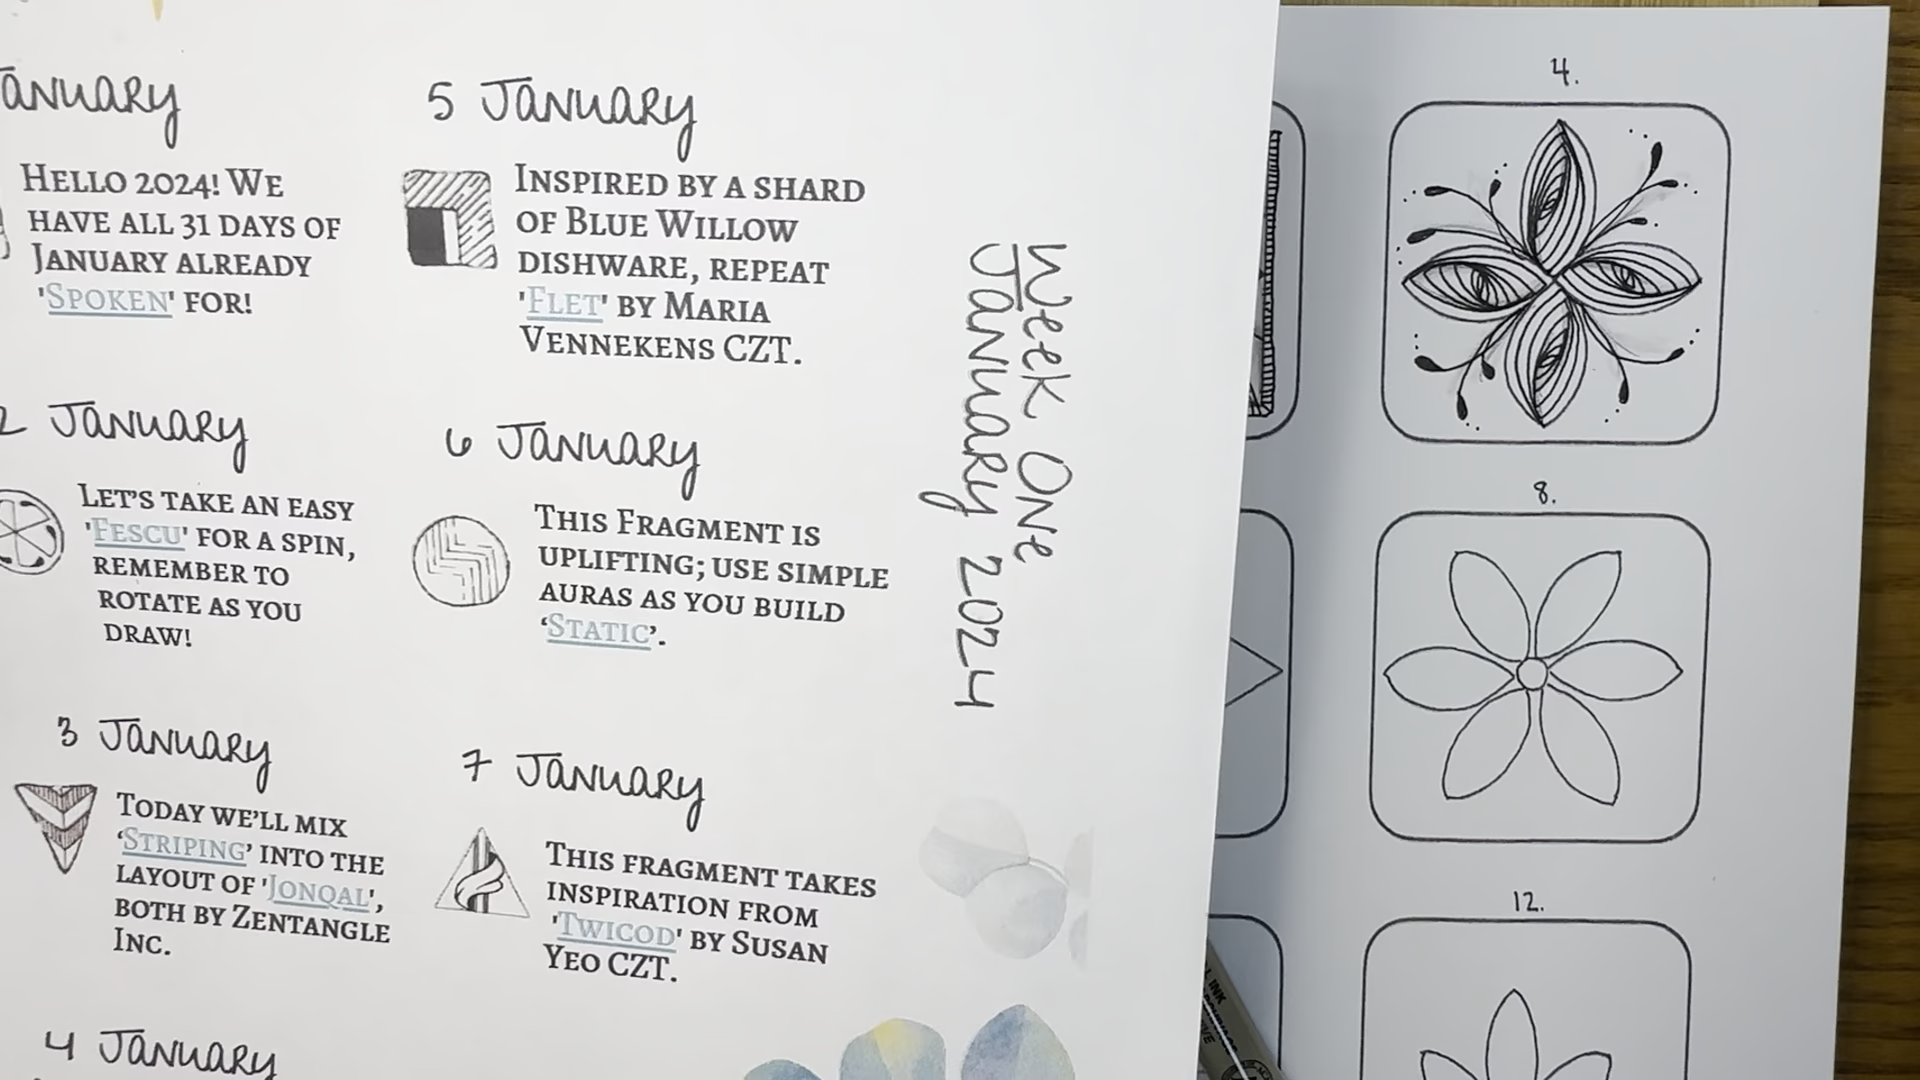 January
Hello 2024! We
have all 31 days of
January already
'Spoken' for!
2 January
Let's take an easy
'Fescu' for a spin,
remember to
rotate as you
draw!
3 January
Today we'll mix
'Striping' into the
layout of 'Jonqal',
both by Zentangle
Inc.
4 January
5 January
Inspired by a shard
of Blue Willow
dishware, repeat
'Flet' by Maria
Vennekens CZT.
6 January
This Fragment is
uplifting; use simple
auras as you build
'Static'.
7 January
This fragment takes
inspiration from
'Twicod' by Susan
Yeo CZT.
Week One
January 2024
4.
8.
12.
INK